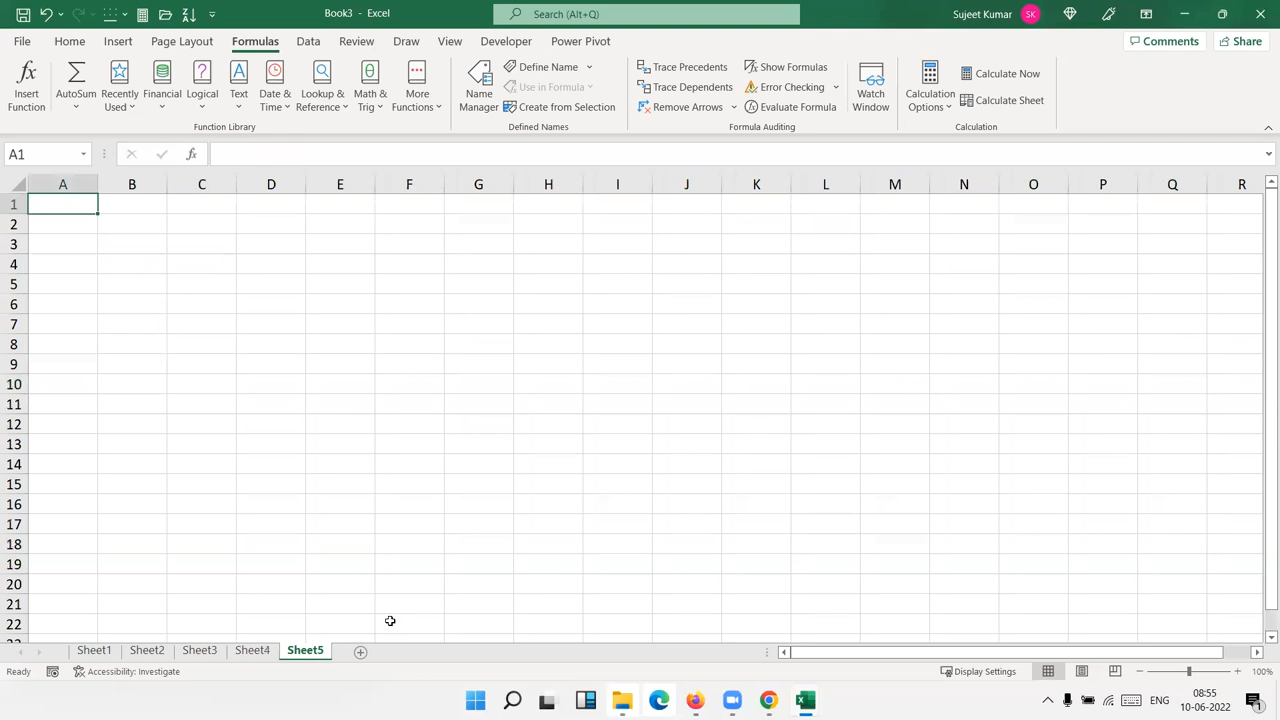 Book3 - Excel
Search (Alt+Q)
Sujeet Kumar
SK
File Home Insert Page Layout Formulas Data Review View Draw Developer Power Pivot
Comments
Share
Insert Function
AutoSum
Recently Used
Financial
Logical
Text
Date & Time
Lookup & Reference
Math & Trig
More Functions
Function Library
Name Manager
Define Name
Use in Formula
Create from Selection
Defined Names
Trace Precedents
Trace Dependents
Remove Arrows
Show Formulas
Error Checking
Evaluate Formula
Formula Auditing
Watch Window
Calculation Options
Calculate Now
Calculate Sheet
Calculation
A1
fx
A B C D E F G H I J K L M N O P Q R
1
2
3
4
5
6
7
8
9
10
11
12
13
14
15
16
17
18
19
20
21
22
Sheet1 Sheet2 Sheet3 Sheet4 Sheet5
Ready
Accessibility: Investigate
Display Settings
100%
ENG
08:55
10-06-2022
1